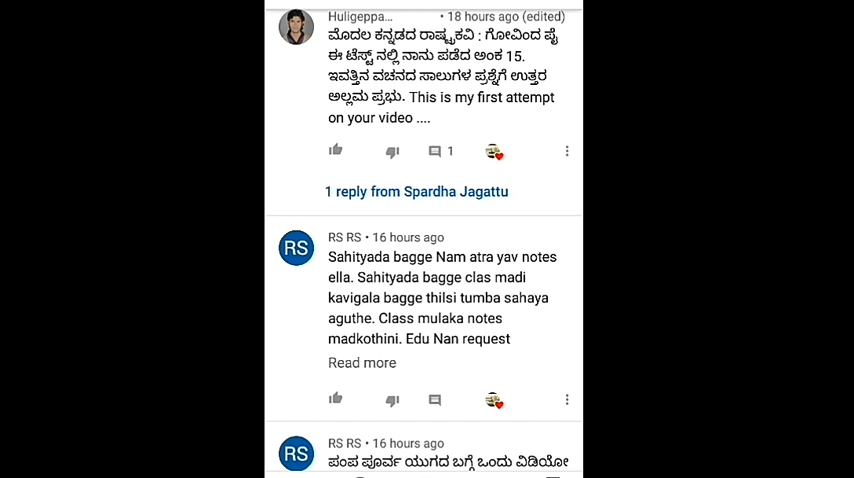 Huligeppa... • 18 hours ago (edited)
ಮೊದಲ ಕನ್ನಡದ ರಾಷ್ಟ್ರಕವಿ : ಗೋವಿಂದ ಪೈ
ಈ ಟೆಸ್ಟ್ ನಲ್ಲಿ ನಾನು ಪಡೆದ ಅಂಕ 15.
ಇವತ್ತಿನ ವಚನದ ಸಾಲುಗಳ ಪ್ರಶ್ನೆಗೆ ಉತ್ತರ
ಅಲ್ಲಮ ಪ್ರಭು. This is my first attempt
on your video ....
1
1 reply from Spardha Jagattu
RS
RS RS • 16 hours ago
Sahityada bagge Nam atra yav notes
ella. Sahityada bagge clas madi
kavigala bagge thilsi tumba sahaya
aguthe. Class mulaka notes
madkothini. Edu Nan request
Read more
RS
RS RS • 16 hours ago
ಪಂಪ ಪೂರ್ವ ಯುಗದ ಬಗ್ಗೆ ಒಂದು ವಿಡಿಯೋ